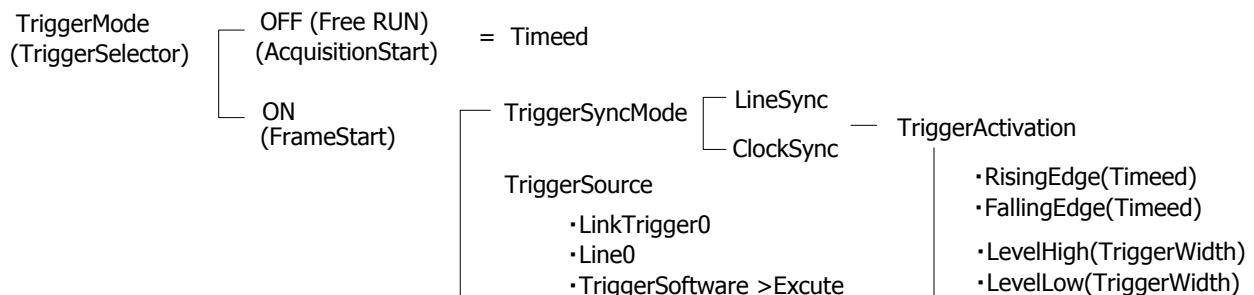 TriggerMode
(TriggerSelector)
OFF (Free RUN)
(AcquisitionStart)
= Timeed
ON
(FrameStart)
TriggerSyncMode
LineSync
ClockSync
TriggerSource
・LinkTrigger0
・Line0
・TriggerSoftware >Excute
TriggerActivation
・RisingEdge(Timeed)
・FallingEdge(Timeed)
・LevelHigh(TriggerWidth)
・LevelLow(TriggerWidth)